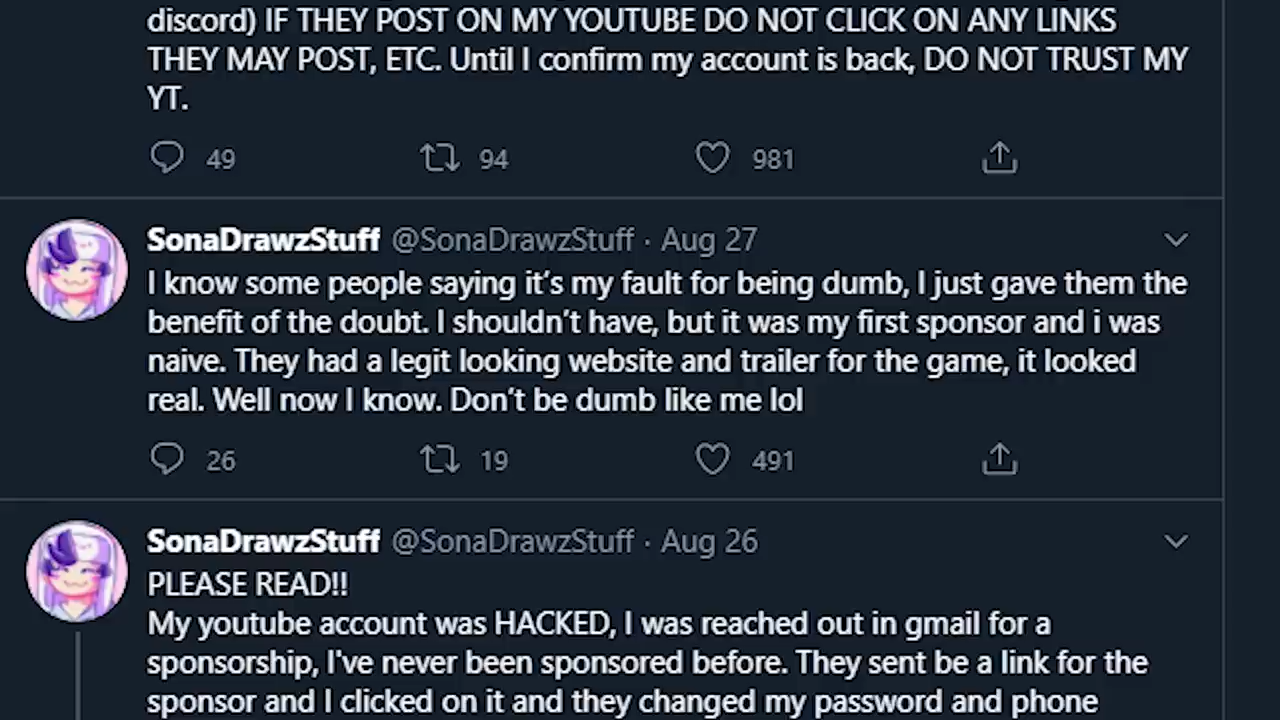 discord) IF THEY POST ON MY YOUTUBE DO NOT CLICK ON ANY LINKS
THEY MAY POST, ETC. Until I confirm my account is back, DO NOT TRUST MY
YT.
49 94 981
SonaDrawzStuff @SonaDrawzStuff · Aug 27
I know some people saying it’s my fault for being dumb, I just gave them the
benefit of the doubt. I shouldn’t have, but it was my first sponsor and i was
naive. They had a legit looking website and trailer for the game, it looked
real. Well now I know. Don’t be dumb like me lol
26 19 491
SonaDrawzStuff @SonaDrawzStuff · Aug 26
PLEASE READ!!
My youtube account was HACKED, I was reached out in gmail for a
sponsorship, I've never been sponsored before. They sent be a link for the
sponsor and I clicked on it and they changed my password and phone